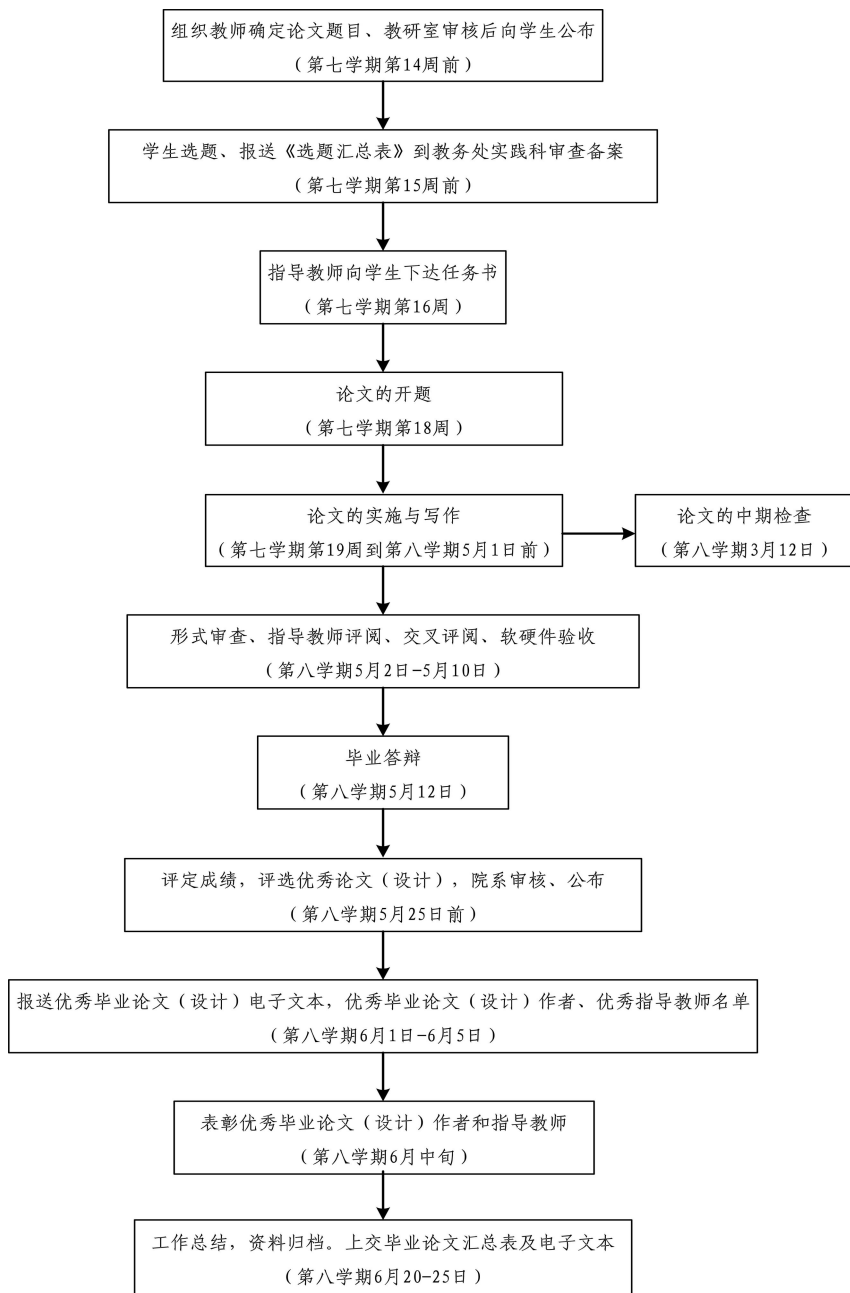 组织教师确定论文题目、教研室审核后向学生公布
（第七学期第14周前）
学生选题、报送《选题汇总表》到教务处实践科审查备案
（第七学期第15周前）
指导教师向学生下达任务书
（第七学期第16周）
论文的开题
（第七学期第18周）
论文的实施与写作
（第七学期第19周到第八学期5月1日前）
论文的中期检查
（第八学期3月12日）
形式审查、指导教师评阅、交叉评阅、软硬件验收
（第八学期5月2日-5月10日）
毕业答辩
（第八学期5月12日）
评定成绩，评选优秀论文（设计），院系审核、公布
（第八学期5月25日前）
报送优秀毕业论文（设计）电子文本，优秀毕业论文（设计）作者、优秀指导教师名单
（第八学期6月1日-6月5日）
表彰优秀毕业论文（设计）作者和指导教师
（第八学期6月中旬）
工作总结，资料归档。上交毕业论文汇总表及电子文本
（第八学期6月20-25日）